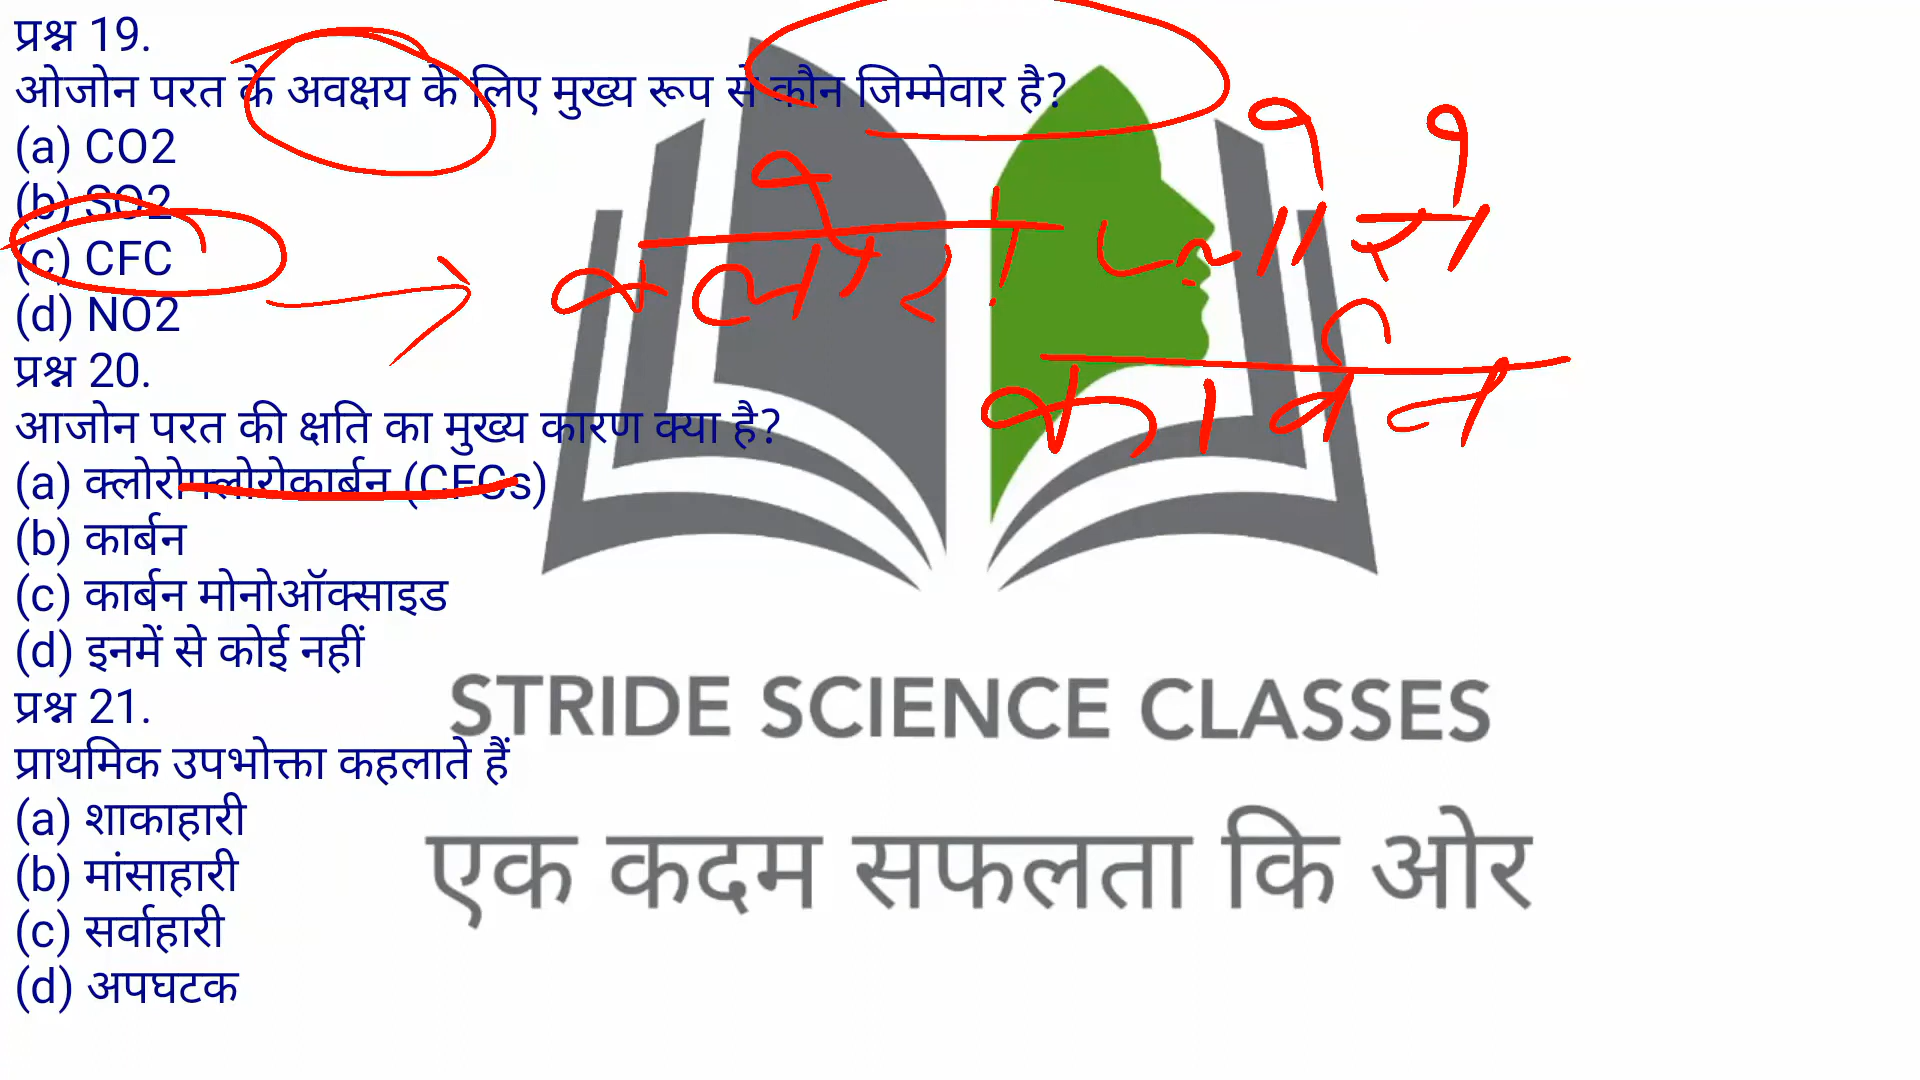 प्रश्न 19.
ओजोन परत के अवक्षय के लिए मुख्य रूप से कौन जिम्मेवार है?
(a) CO2
(b) SO2
(c) CFC
(d) NO2
क्लोरो फ्लोरो
कार्बन
प्रश्न 20.
आजोन परत की क्षति का मुख्य कारण क्या है?
(a) क्लोरोफ्लोरोकार्बन (CFCs)
(b) कार्बन
(c) कार्बन मोनोऑक्साइड
(d) इनमें से कोई नहीं
प्रश्न 21.
प्राथमिक उपभोक्ता कहलाते हैं
(a) शाकाहारी
(b) मांसाहारी
(c) सर्वाहारी
(d) अपघटक
STRIDE SCIENCE CLASSES
एक कदम सफलता कि ओर